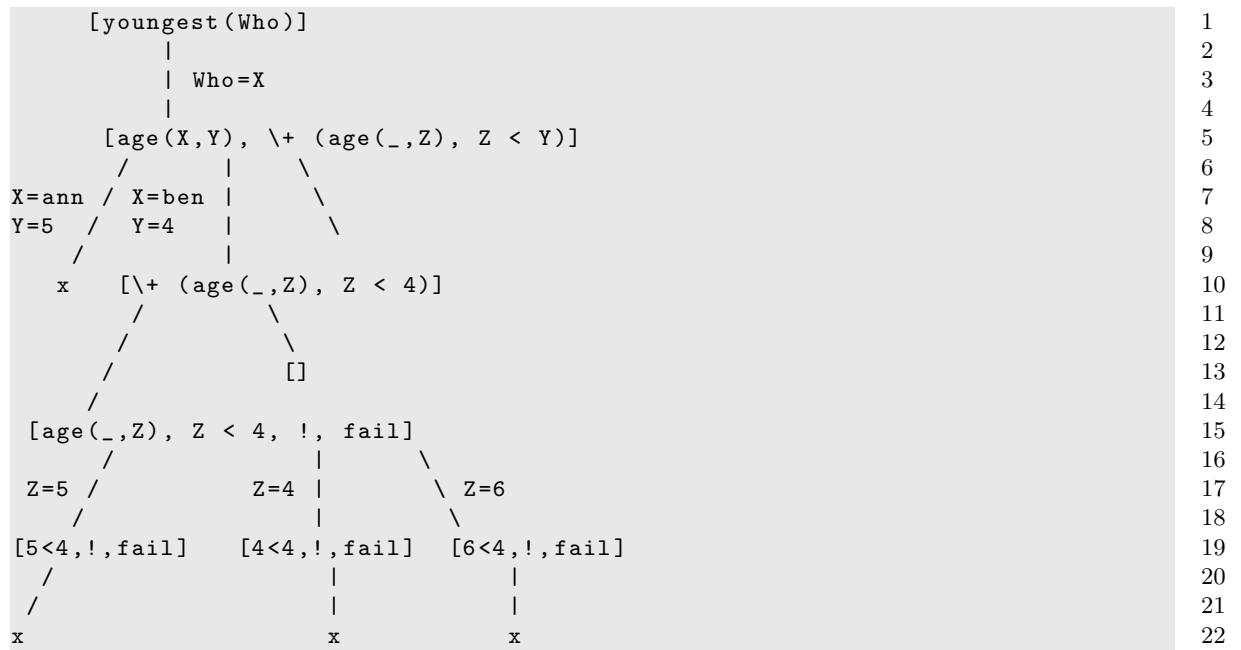 [youngest(Who)]                    1
          |                             2
          | Who=X                       3
          |                             4
      [age(X,Y), \+ (age(_,Z), Z < Y)]  5
       /      |    \                    6
X=ann / X=ben |     \                   7
Y=5  /  Y=4   |      \                  8
    /         |                         9
   x   [\+ (age(_,Z), Z < 4)]           10
        /        \                      11
       /          \                     12
      /           []                    13
     /                                  14
 [age(_,Z), Z < 4, !, fail]             15
      /             |      \            16
 Z=5 /          Z=4 |       \ Z=6       17
    /               |        \          18
[5<4,!,fail]   [4<4,!,fail]  [6<4,!,fail] 19
  /                  |           |      20
 /                   |           |      21
x                    x           x      22